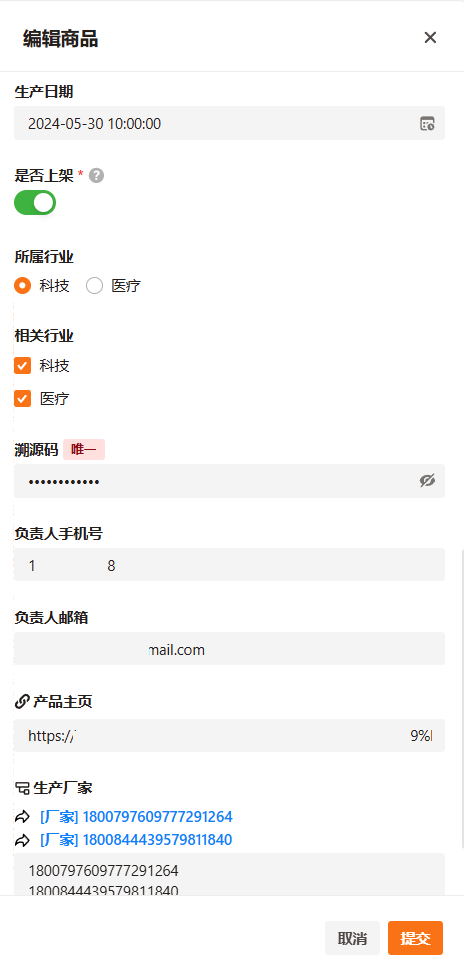 编辑商品
生产日期
2024-05-30 10:00:00
是否上架 * ?
所属行业
科技 医疗
相关行业
科技
医疗
溯源码 唯一
••••••••••••
负责人手机号
1 8
负责人邮箱
mail.com
产品主页
https:// 9%
生产厂家
[厂家] 1800797609777291264
[厂家] 1800844439579811840
1800797609777291264
1800844439579811840
取消 提交